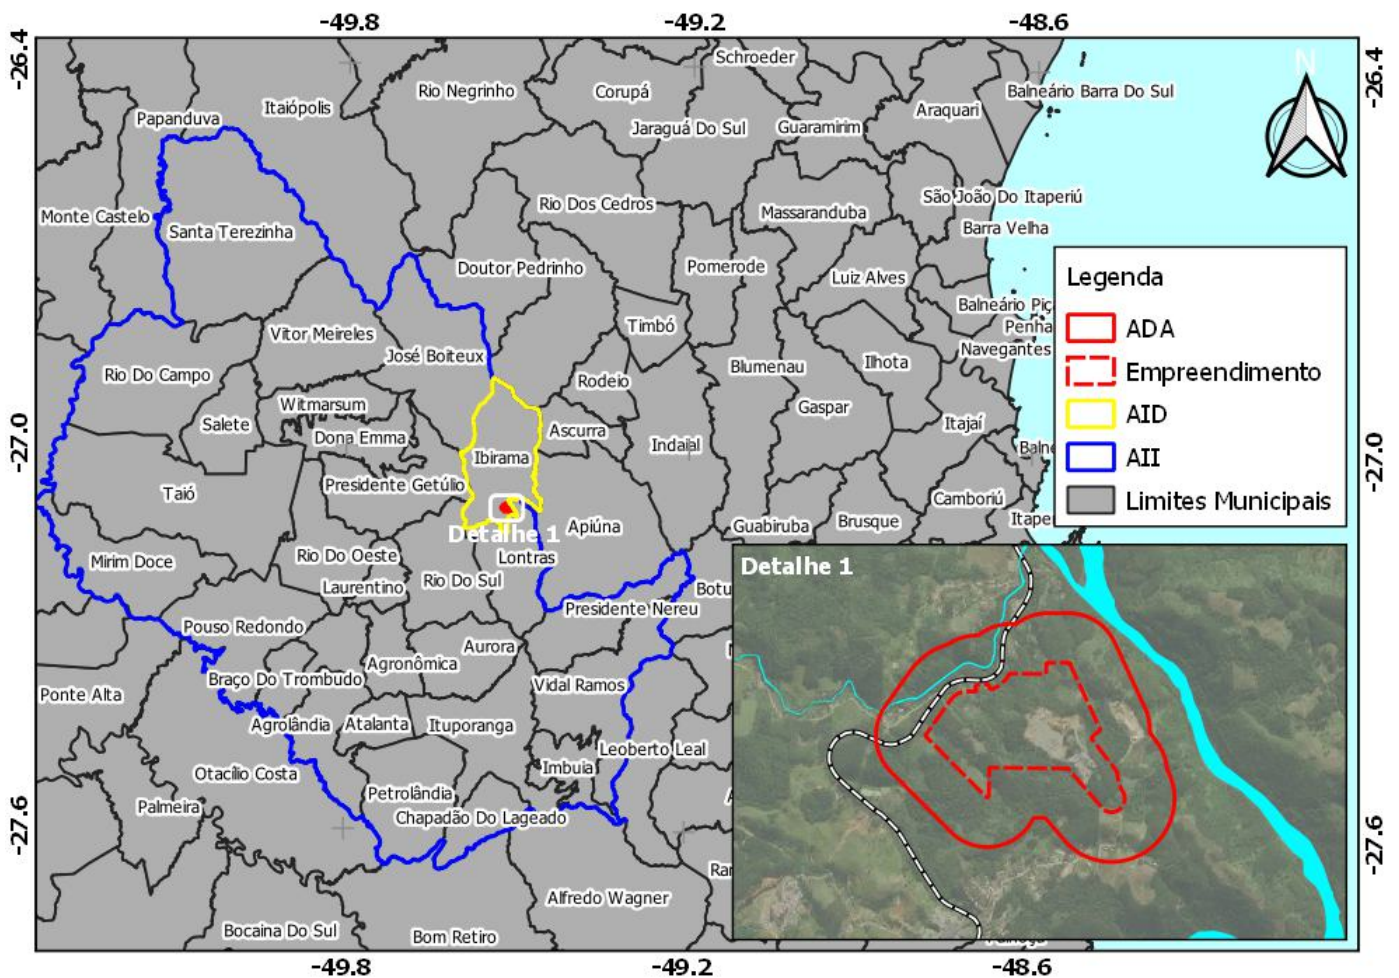 -49.8
-49.2
-48.6
-26.4
-26.4
N
Schroeder
Rio Negrinho
Corupá
Balneário Barra Do Sul
Itaiópolis
Araquari
Papanduva
Jaraguá Do Sul
Guaramirim
São João Do Itaperiú
Rio Dos Cedros
Monte Castelo
Massaranduba
Santa Terezinha
Barra Velha
Doutor Pedrinho
Pomerode
Luiz Alves
Legenda
Balneário Piç
Timbó
Penha
ADA
Vitor Meireles
Navegantes
José Boiteux
Ilhota
Blumenau
Rio Do Campo
Rodeio
Empreendimento
Witmarsum
Gaspar
AID
Salete
Itajaí
Dona Emma
Ascurra
Indaial
-27.0
-27.0
Balne
Ibirama
AII
Presidente Getúlio
Taió
Camboriú
Limites Municipais
Guabiruba
Brusque
Itaper
Apiúna
Detalhe 1
Rio Do Oeste
Lontras
Mirim Doce
Detalhe 1
Rio Do Sul
Laurentino
Botu
Presidente Nereu
Pouso Redondo
Aurora
Agronômica
Braço Do Trombudo
Vidal Ramos
Ponte Alta
Agrolândia
Atalanta
Ituporanga
Leoberto Leal
Imbuia
Otacílio Costa
Petrolândia
Palmeira
Chapadão Do Lageado
-27.6
-27.6
Alfredo Wagner
Bocaina Do Sul
Bom Retiro
-49.8
-49.2
-48.6